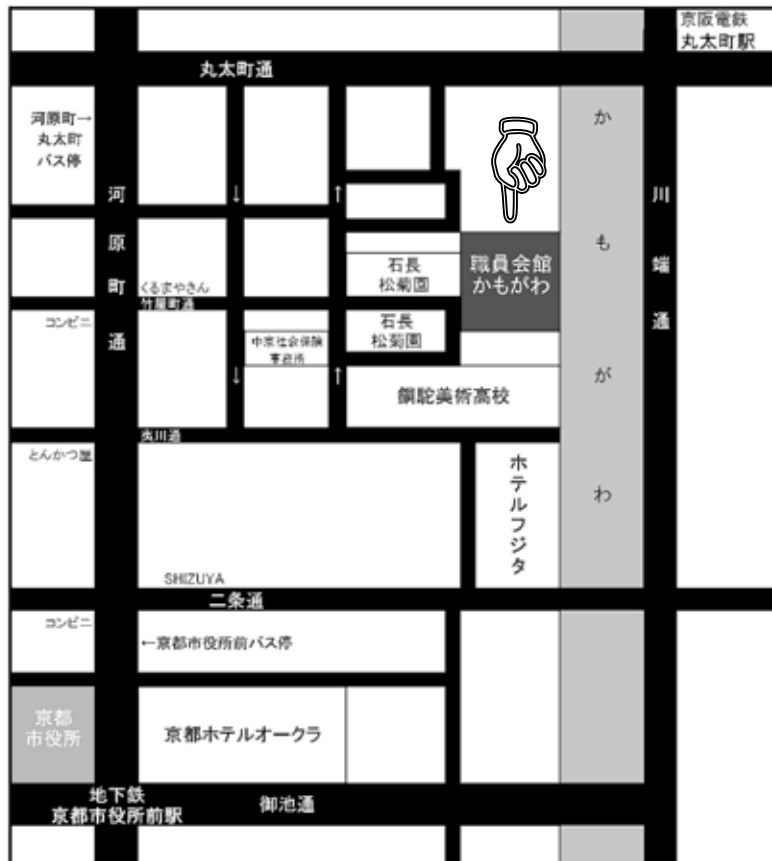 京阪電鉄
丸太町駅
丸太町通
河原町→
丸太町
バス停
かもがわ
川端通
河原町通
↓
↑
石長
松菊園
職員会館
かもがわ
くるまやさん
竹屋町通
コンビニ
石長
松菊園
中京社会保険
事務所
↓
↑
銅駝美術高校
夷川通
とんかつ屋
ホテルフジタ
SHIZUYA
二条通
コンビニ
←京都市役所前バス停
京都
市役所
京都ホテルオークラ
地下鉄
京都市役所前駅
御池通